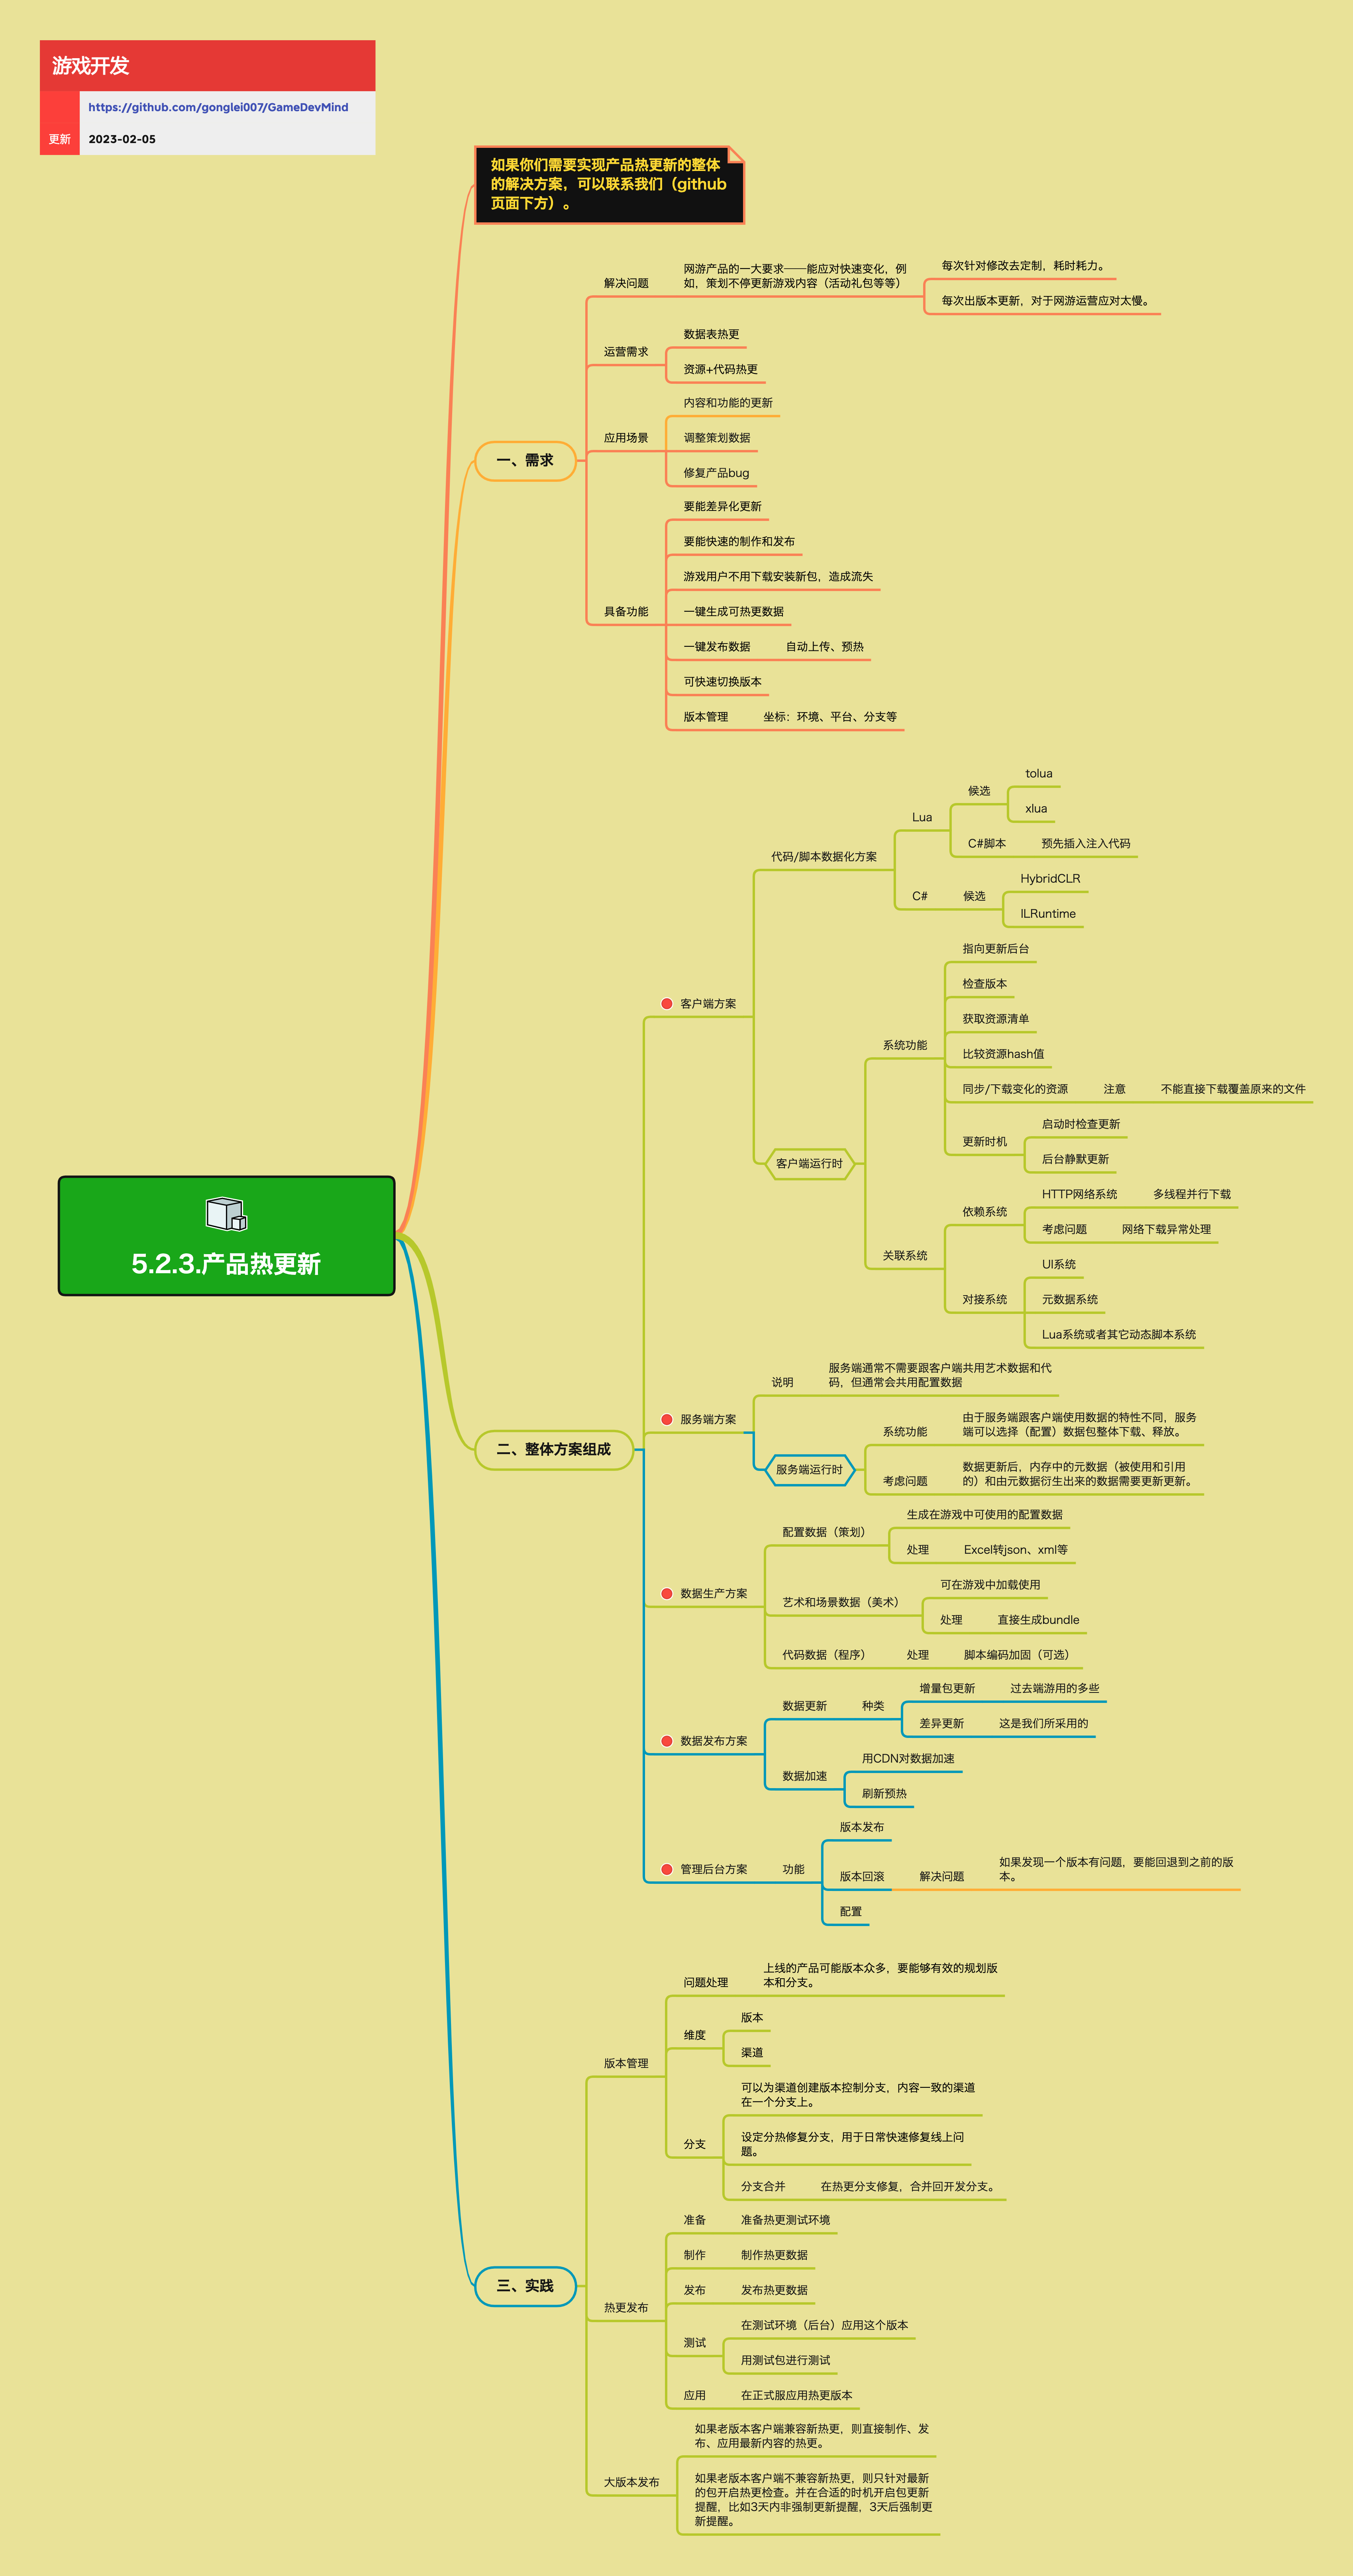 游戏开发
https://github.com/gonglei007/GameDevMind
更新
2023-02-05
如果你们需要实现产品热更新的整体
的解决方案，可以联系我们（github
页面下方）。
5.2.3.产品热更新
一、需求
解决问题
网游产品的一大要求——能应对快速变化，例
如，策划不停更新游戏内容（活动礼包等等）
每次针对修改去定制，耗时耗力。
每次出版本更新，对于网游运营应对太慢。
运营需求
数据表热更
资源+代码热更
应用场景
内容和功能的更新
调整策划数据
修复产品bug
具备功能
要能差异化更新
要能快速的制作和发布
游戏用户不用下载安装新包，造成流失
一键生成可热更数据
一键发布数据
自动上传、预热
可快速切换版本
版本管理
坐标：环境、平台、分支等
二、整体方案组成
客户端方案
代码/脚本数据化方案
Lua
候选
tolua
xlua
C#脚本
预先插入注入代码
C#
候选
HybridCLR
ILRuntime
客户端运行时
系统功能
指向更新后台
检查版本
获取资源清单
比较资源hash值
同步/下载变化的资源
注意
不能直接下载覆盖原来的文件
更新时机
启动时检查更新
后台静默更新
关联系统
依赖系统
HTTP网络系统
多线程并行下载
考虑问题
网络下载异常处理
对接系统
UI系统
元数据系统
Lua系统或者其它动态脚本系统
服务端方案
说明
服务端通常不需要跟客户端共用艺术数据和代
码，但通常会共用配置数据
服务端运行时
系统功能
由于服务端跟客户端使用数据的特性不同，服务
端可以选择（配置）数据包整体下载、释放。
考虑问题
数据更新后，内存中的元数据（被使用和引用
的）和由元数据衍生出来的数据需要更新更新。
数据生产方案
配置数据（策划）
生成在游戏中可使用的配置数据
处理
Excel转json、xml等
艺术和场景数据（美术）
可在游戏中加载使用
处理
直接生成bundle
代码数据（程序）
处理
脚本编码加固（可选）
数据发布方案
数据更新
种类
增量包更新
过去端游用的多些
差异更新
这是我们所采用的
数据加速
用CDN对数据加速
刷新预热
管理后台方案
功能
版本发布
版本回滚
解决问题
如果发现一个版本有问题，要能回退到之前的版
本。
配置
三、实践
版本管理
问题处理
上线的产品可能版本众多，要能够有效的规划版
本和分支。
维度
版本
渠道
分支
可以为渠道创建版本控制分支，内容一致的渠道
在一个分支上。
设定分热修复分支，用于日常快速修复线上问
题。
分支合并
在热更分支修复，合并回开发分支。
热更发布
准备
准备热更测试环境
制作
制作热更数据
发布
发布热更数据
测试
在测试环境（后台）应用这个版本
用测试包进行测试
应用
在正式服应用热更版本
大版本发布
如果老版本客户端兼容新热更，则直接制作、发
布、应用最新内容的热更。
如果老版本客户端不兼容新热更，则只针对最新
的包开启热更检查。并在合适的时机开启包更新
提醒，比如3天内非强制更新提醒，3天后强制更
新提醒。